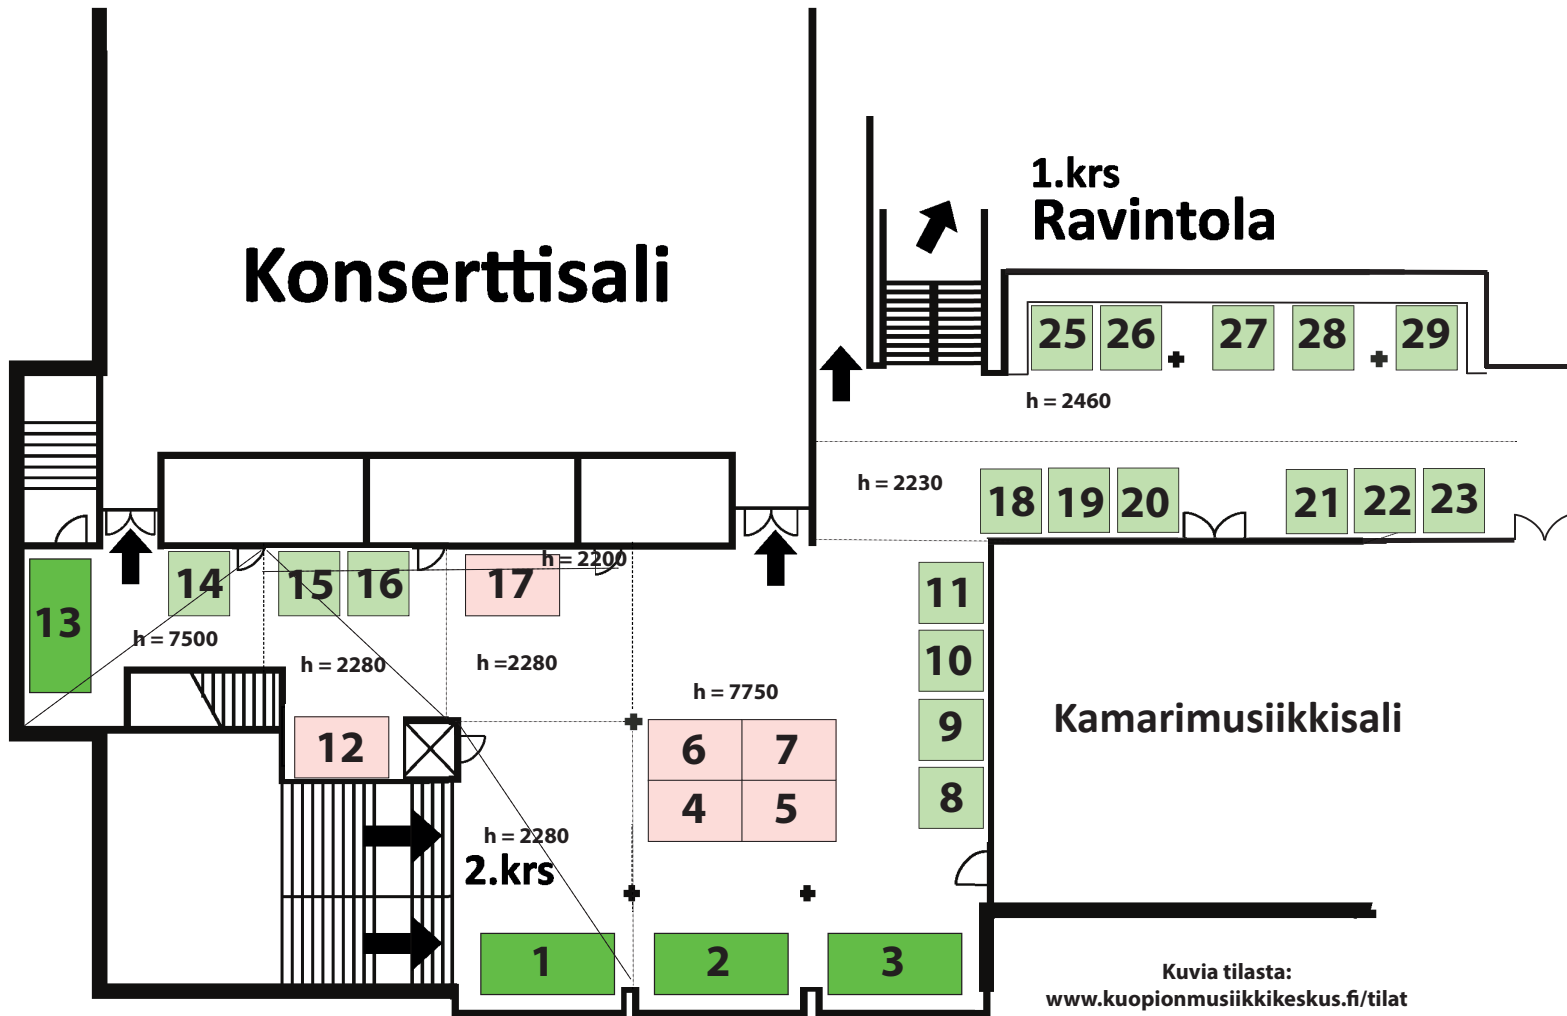 1.krs
Ravintola
Konserttisali
25 26 27 28 29
h = 2460
h = 2230
18 19 20 21 22 23
h = 2200
14 15 16 17 11
13
h = 7500
h = 2280
h =2280
10
h = 7750
12 6 7 9
Kamarimusiikkisali
4 5 8
h = 2280
2.krs
1 2 3
Kuvia tilasta:
www.kuopionmusiikkikeskus.fi/tilat